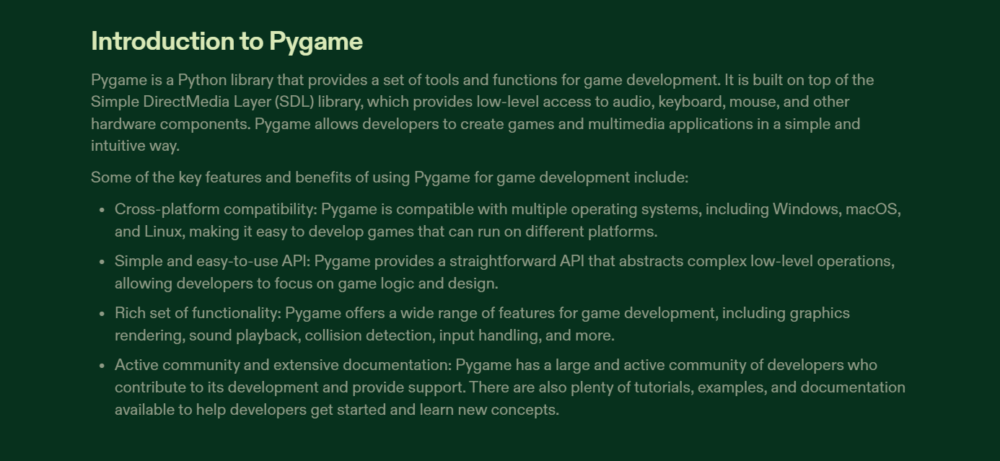 Introduction to Pygame
Pygame is a Python library that provides a set of tools and functions for game development. It is built on top of the
Simple DirectMedia Layer (SDL) library, which provides low-level access to audio, keyboard, mouse, and other
hardware components. Pygame allows developers to create games and multimedia applications in a simple and
intuitive way.
Some of the key features and benefits of using Pygame for game development include:
• Cross-platform compatibility: Pygame is compatible with multiple operating systems, including Windows, macOS,
and Linux, making it easy to develop games that can run on different platforms.
• Simple and easy-to-use API: Pygame provides a straightforward API that abstracts complex low-level operations,
allowing developers to focus on game logic and design.
• Rich set of functionality: Pygame offers a wide range of features for game development, including graphics
rendering, sound playback, collision detection, input handling, and more.
• Active community and extensive documentation: Pygame has a large and active community of developers who
contribute to its development and provide support. There are also plenty of tutorials, examples, and documentation
available to help developers get started and learn new concepts.